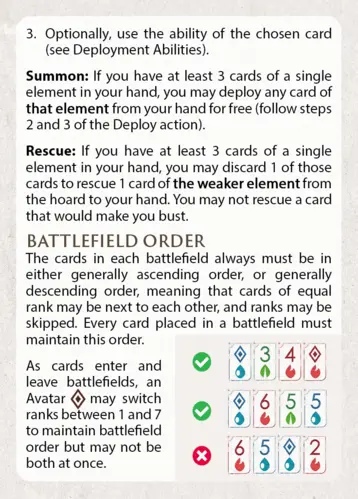 3. Optionally, use the ability of the chosen card
(see Deployment Abilities).
Summon: If you have at least 3 cards of a single
element in your hand, you may deploy any card of
that element from your hand for free (follow steps
2 and 3 of the Deploy action).
Rescue: If you have at least 3 cards of a single
element in your hand, you may discard 1 of those
cards to rescue 1 card of the weaker element from
the hoard to your hand. You may not rescue a card
that would make you bust.
BATTLEFIELD ORDER
The cards in each battlefield always must be in
either generally ascending order, or generally
descending order, meaning that cards of equal
rank may be next to each other, and ranks may be
skipped. Every card placed in a battlefield must
maintain this order.
As cards enter and
leave battlefields, an
Avatar may switch
ranks between 1 and 7
to maintain battlefield
order but may not be
both at once.
3 4
6 5 5
6 5 2